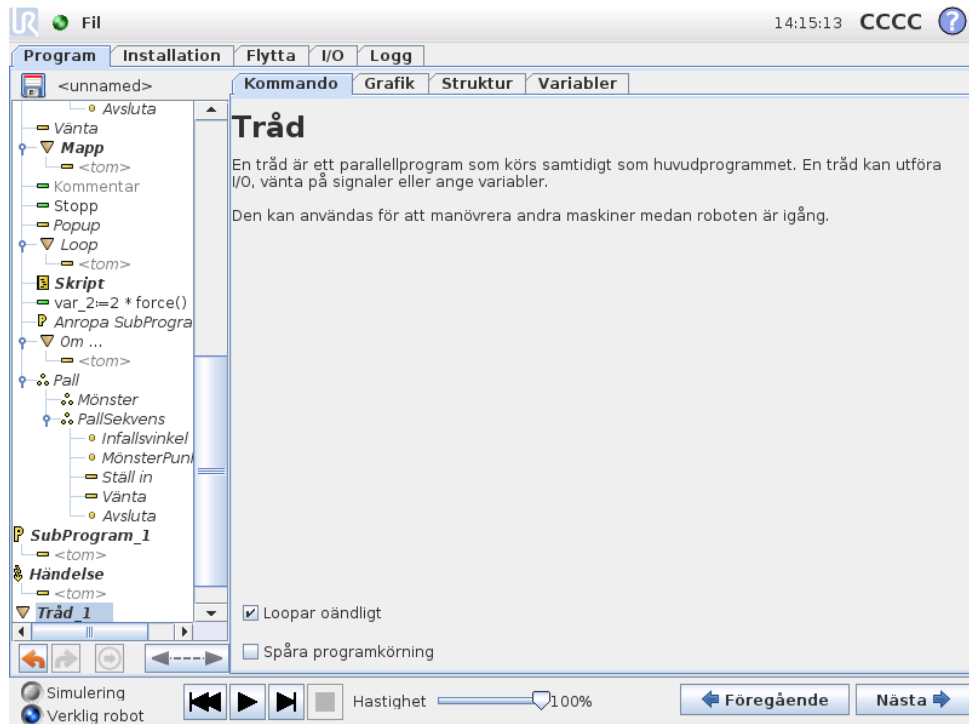 UR Fil 14:15:13 CCCC ?
Program Installation Flytta I/O Logg
<unnamed>
Kommando Grafik Struktur Variabler
Avsluta
Vänta
Mapp
<tom>
Kommentar
Stopp
Popup
Loop
<tom>
Skript
var_2:=2 * force()
Anropa SubProgra
Om ...
<tom>
Pall
Mönster
PallSekvens
Infallsvinkel
MönsterPun
Ställ in
Vänta
Avsluta
SubProgram_1
<tom>
Händelse
<tom>
Tråd_1
Tråd
En tråd är ett parallellprogram som körs samtidigt som huvudprogrammet. En tråd kan utföra
I/O, vänta på signaler eller ange variabler.
Den kan användas för att manövrera andra maskiner medan roboten är igång.
Loopar oändligt
Spåra programkörning
Simulering
Verklig robot
Hastighet 100%
Föregående Nästa